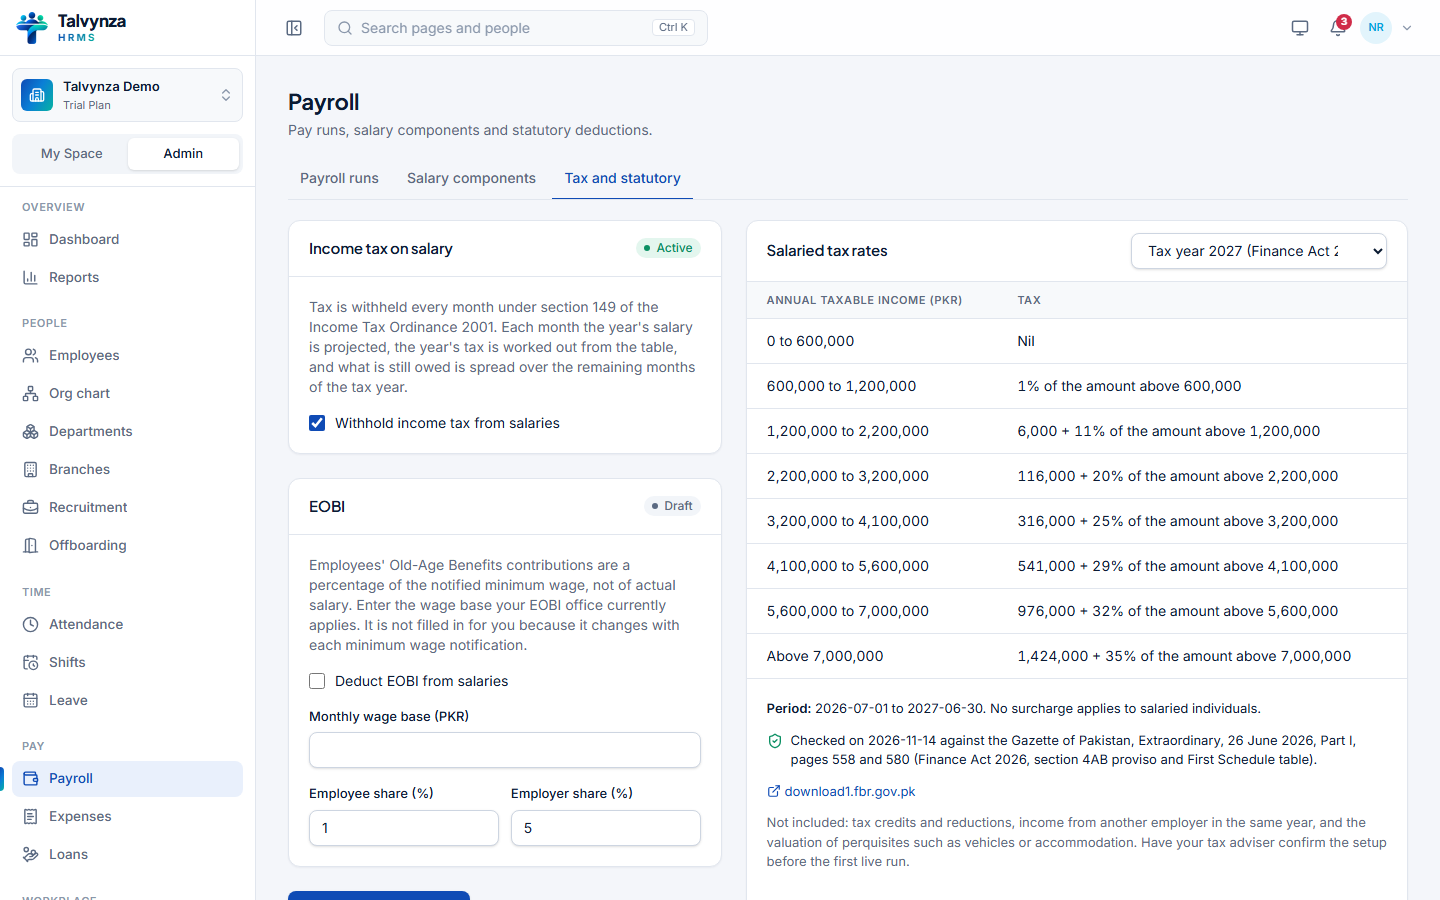 Talvynza
HRMS
Search pages and people
Ctrl K
3
NR
Talvynza Demo
Trial Plan
My Space
Admin
OVERVIEW
Dashboard
Reports
PEOPLE
Employees
Org chart
Departments
Branches
Recruitment
Offboarding
TIME
Attendance
Shifts
Leave
PAY
Payroll
Expenses
Loans
Payroll
Pay runs, salary components and statutory deductions.
Payroll runs
Salary components
Tax and statutory
Income tax on salary
Active
Tax is withheld every month under section 149 of the
Income Tax Ordinance 2001. Each month the year's salary
is projected, the year's tax is worked out from the table,
and what is still owed is spread over the remaining months
of the tax year.
Withhold income tax from salaries
EOBI
Draft
Employees' Old-Age Benefits contributions are a
percentage of the notified minimum wage, not of actual
salary. Enter the wage base your EOBI office currently
applies. It is not filled in for you because it changes with
each minimum wage notification.
Deduct EOBI from salaries
Monthly wage base (PKR)
Employee share (%)
Employer share (%)
1
5
Salaried tax rates
Tax year 2027 (Finance Act
ANNUAL TAXABLE INCOME (PKR) TAX
0 to 600,000 Nil
600,000 to 1,200,000 1% of the amount above 600,000
1,200,000 to 2,200,000 6,000 + 11% of the amount above 1,200,000
2,200,000 to 3,200,000 116,000 + 20% of the amount above 2,200,000
3,200,000 to 4,100,000 316,000 + 25% of the amount above 3,200,000
4,100,000 to 5,600,000 541,000 + 29% of the amount above 4,100,000
5,600,000 to 7,000,000 976,000 + 32% of the amount above 5,600,000
Above 7,000,000 1,424,000 + 35% of the amount above 7,000,000
Period: 2026-07-01 to 2027-06-30. No surcharge applies to salaried individuals.
Checked on 2026-11-14 against the Gazette of Pakistan, Extraordinary, 26 June 2026, Part I,
pages 558 and 580 (Finance Act 2026, section 4AB proviso and First Schedule table).
download1.fbr.gov.pk
Not included: tax credits and reductions, income from another employer in the same year, and the
valuation of perquisites such as vehicles or accommodation. Have your tax adviser confirm the setup
before the first live run.